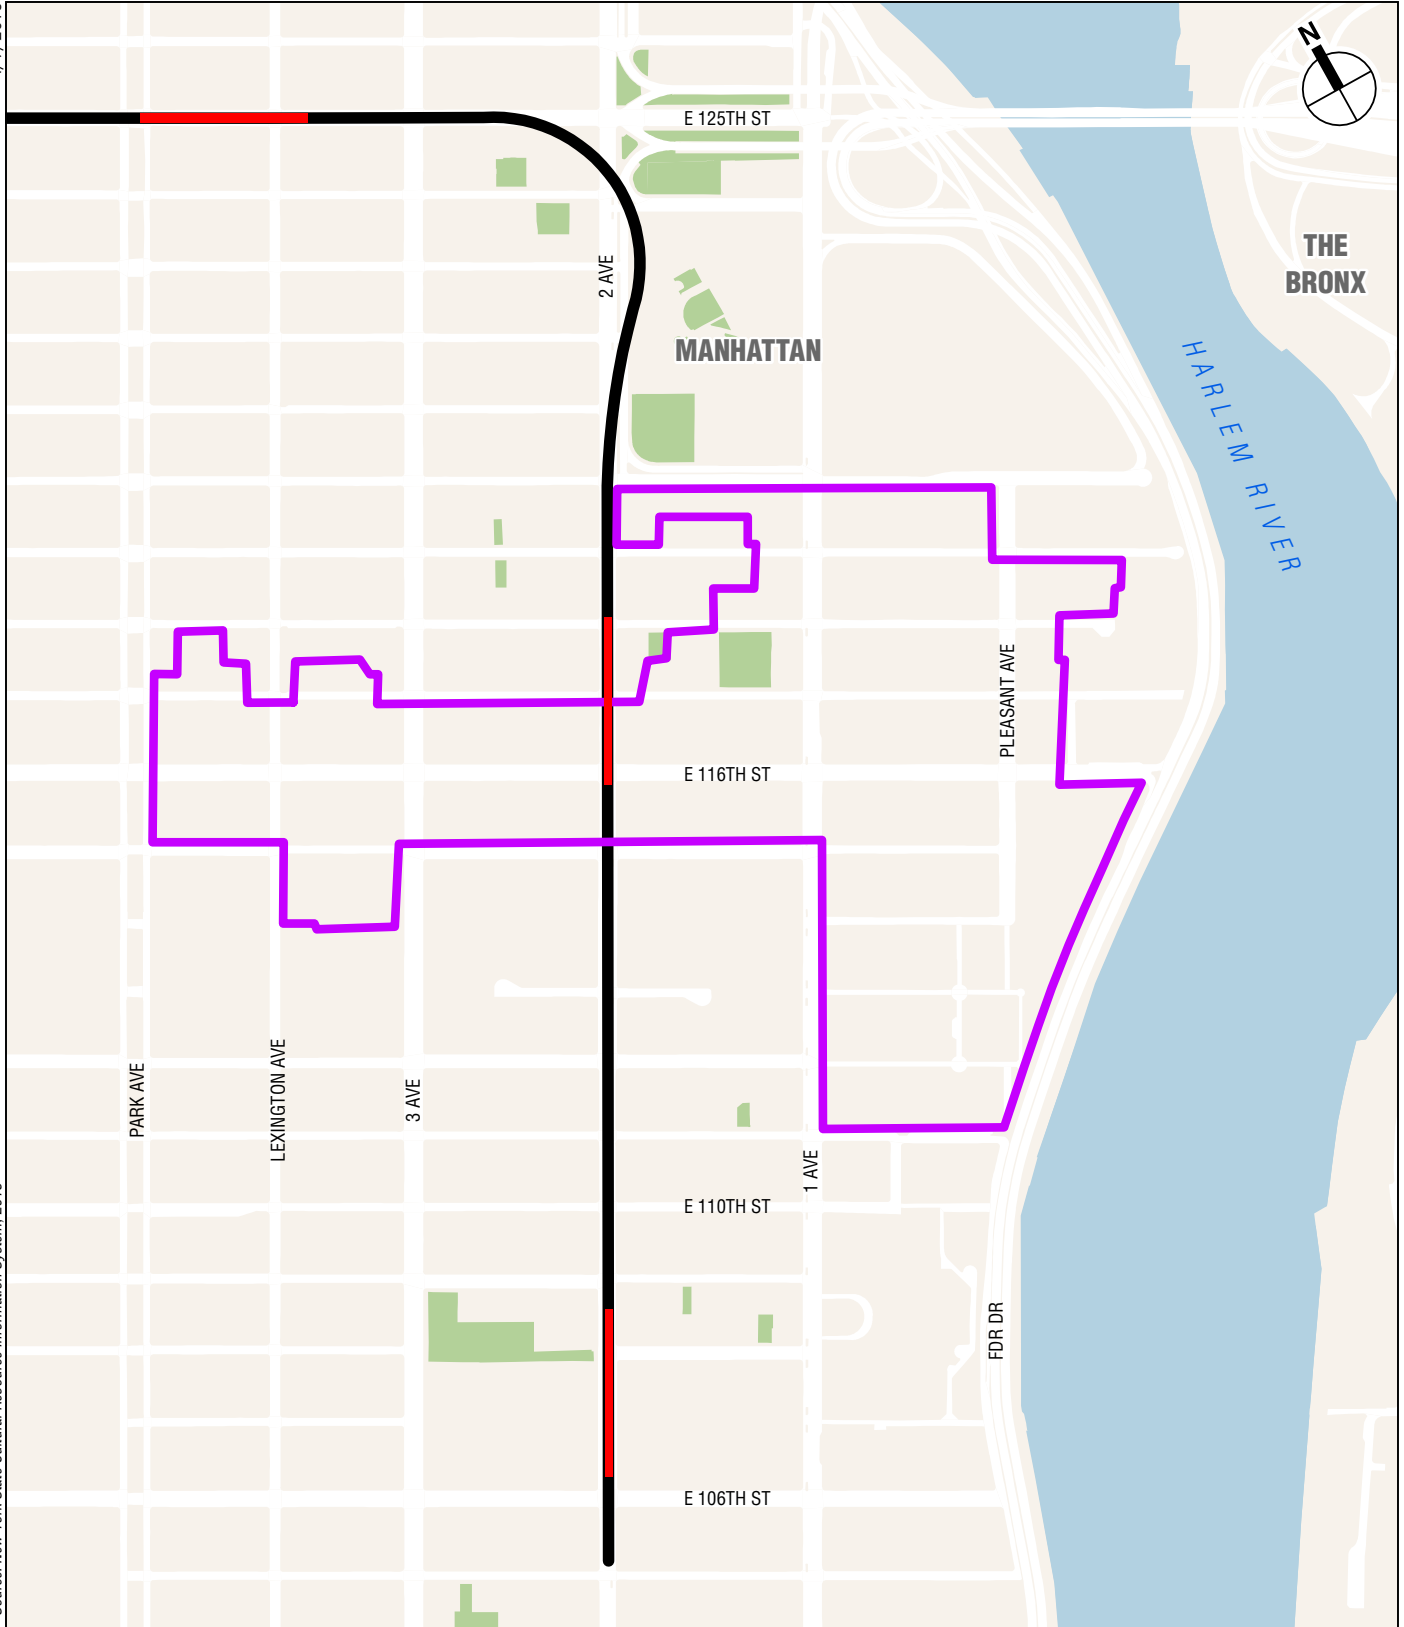 N
E 125TH ST
THE
BRONX
2 AVE
MANHATTAN
HARLEM RIVER
PLEASANT AVE
E 116TH ST
PARK AVE
LEXINGTON AVE
3 AVE
1 AVE
E 110TH ST
FDR DR
E 106TH ST